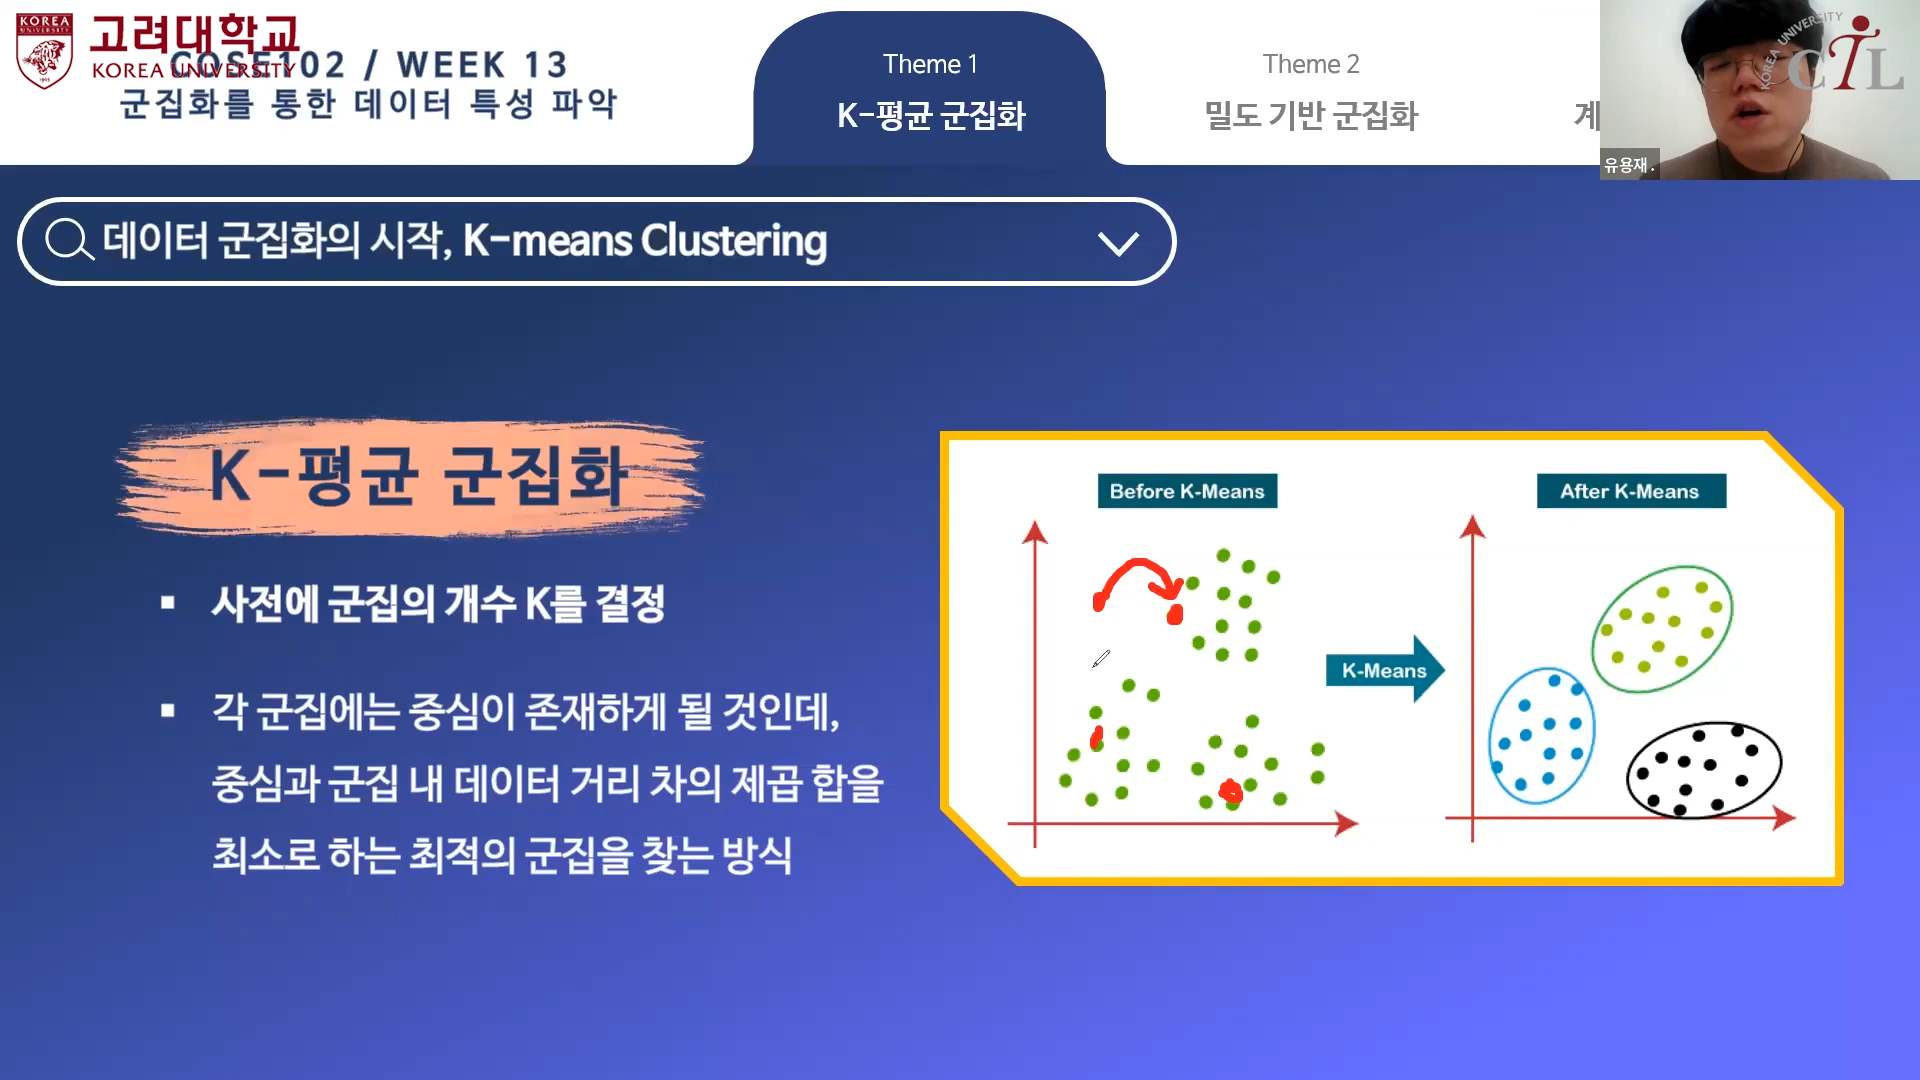 KOREA
UNIVERSITY
1905
고려대학교
KOREA UNIVERSITY
COSE102 / WEEK 13
군집화를 통한 데이터 특성 파악
Theme 1
K-평균 군집화
Theme 2
밀도 기반 군집화
계
KOREA UNIVERSITY
CTL
유용재 .
데이터 군집화의 시작, K-means Clustering
K-평균 군집화
▪ 사전에 군집의 개수 K를 결정
▪ 각 군집에는 중심이 존재하게 될 것인데,
중심과 군집 내 데이터 거리 차의 제곱 합을
최소로 하는 최적의 군집을 찾는 방식
Before K-Means
K-Means
After K-Means